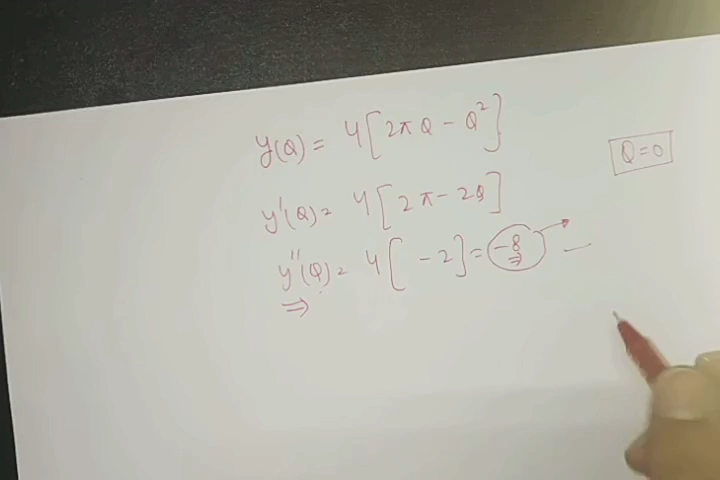 y(Q) = 4[2πQ - Q²]
Q=0
y'(Q) = 4[2π - 2Q]
y''(Q) = 4[-2] = -8 → —
⇒